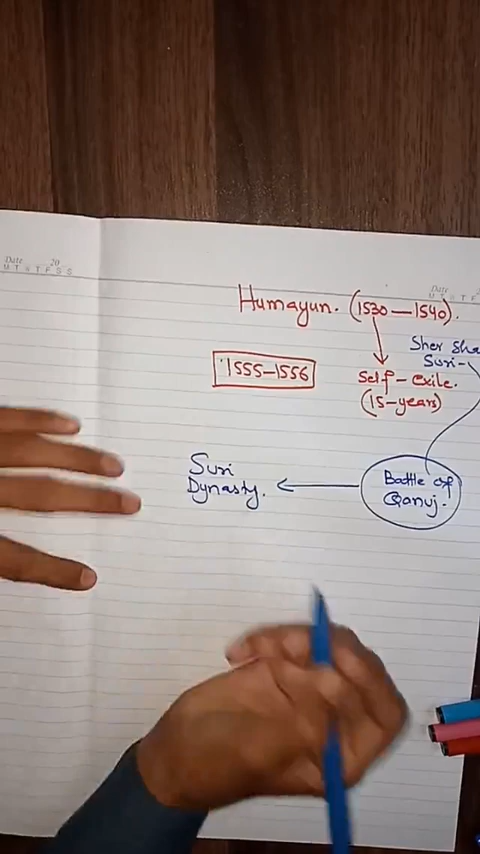 Date 20
M T W T F S S
Date
M T W T F
Humayun. (1530 — 1540).
Sher Sha
Suri-
1555-1556
Self-exile.
(15-years)
Suri
Dynasty.
Battle of
Qanuj.